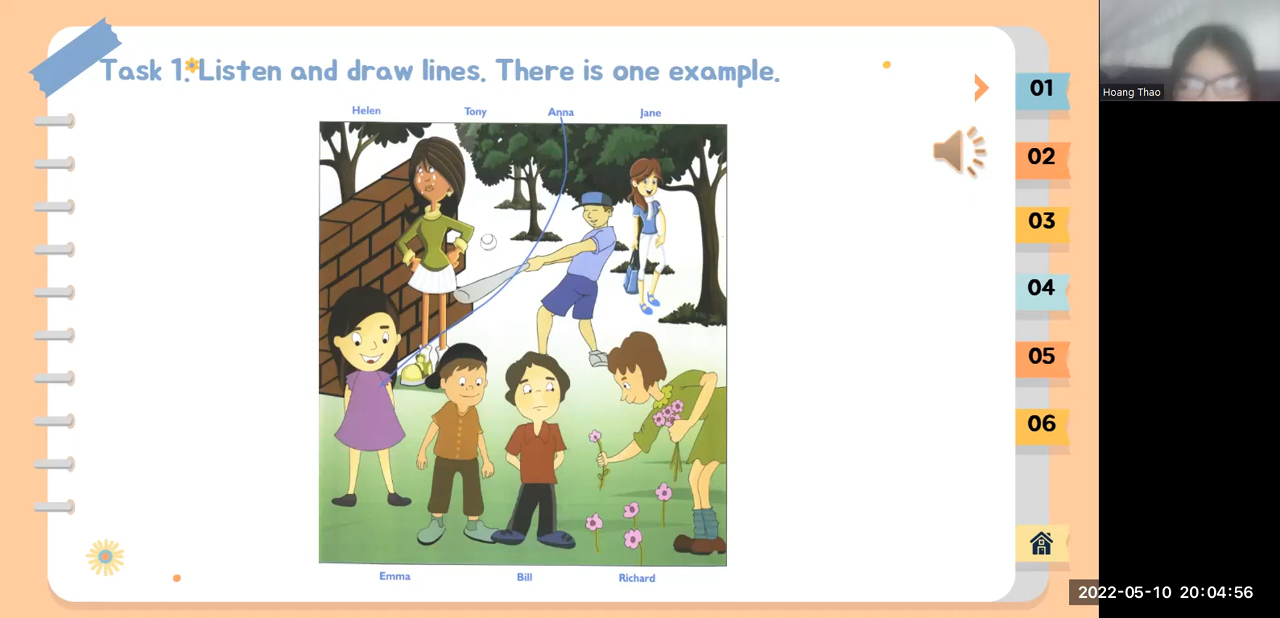 Task 1. Listen and draw lines. There is one example.
Helen
Tony
Anna
Jane
Emma
Bill
Richard
01
02
03
04
05
06
Hoang Thao
2022-05-10 20:04:56